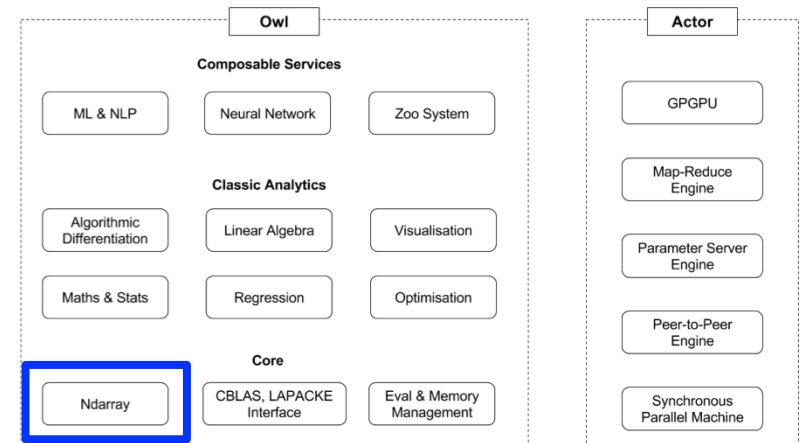 Owl
Composable Services
ML & NLP
Neural Network
Zoo System
Classic Analytics
Algorithmic
Differentiation
Linear Algebra
Visualisation
Maths & Stats
Regression
Optimisation
Core
Ndarray
CBLAS, LAPACKE
Interface
Eval & Memory
Management
Actor
GPGPU
Map-Reduce
Engine
Parameter Server
Engine
Peer-to-Peer
Engine
Synchronous
Parallel Machine